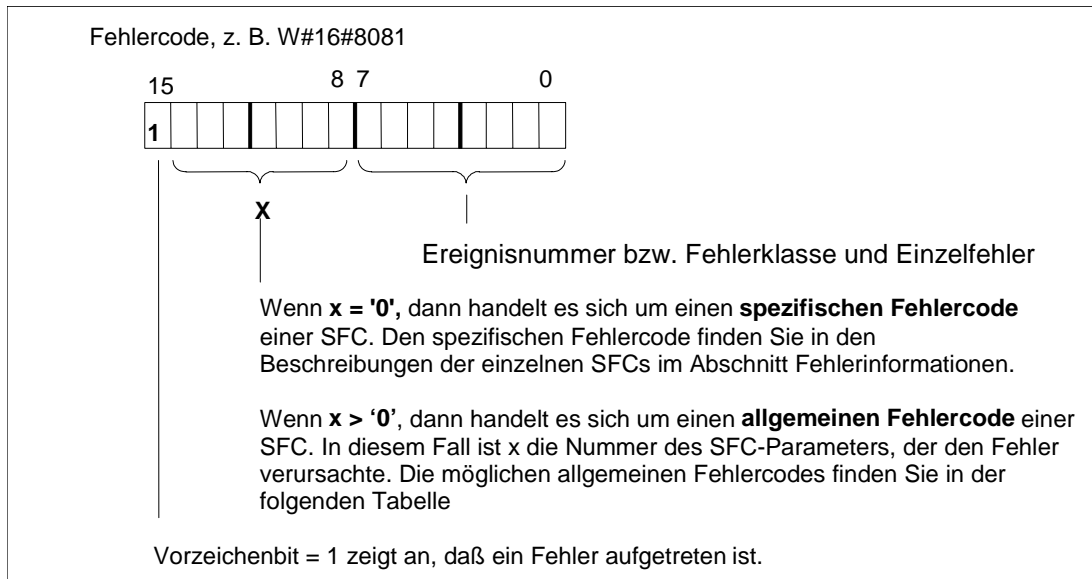 Fehlercode, z. B. W#16#8081
15 8 7 0
1
X
Ereignisnummer bzw. Fehlerklasse und Einzelfehler
Wenn x = '0', dann handelt es sich um einen spezifischen Fehlercode
einer SFC. Den spezifischen Fehlercode finden Sie in den
Beschreibungen der einzelnen SFCs im Abschnitt Fehlerinformationen.
Wenn x > ‘0’, dann handelt es sich um einen allgemeinen Fehlercode einer
SFC. In diesem Fall ist x die Nummer des SFC-Parameters, der den Fehler
verursachte. Die möglichen allgemeinen Fehlercodes finden Sie in der
folgenden Tabelle
Vorzeichenbit = 1 zeigt an, daß ein Fehler aufgetreten ist.